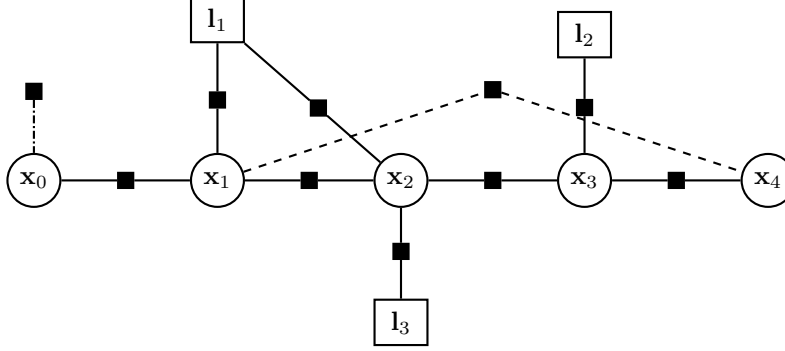 l₁
l₂
x₀ x₁ x₂ x₃ x₄
l₃